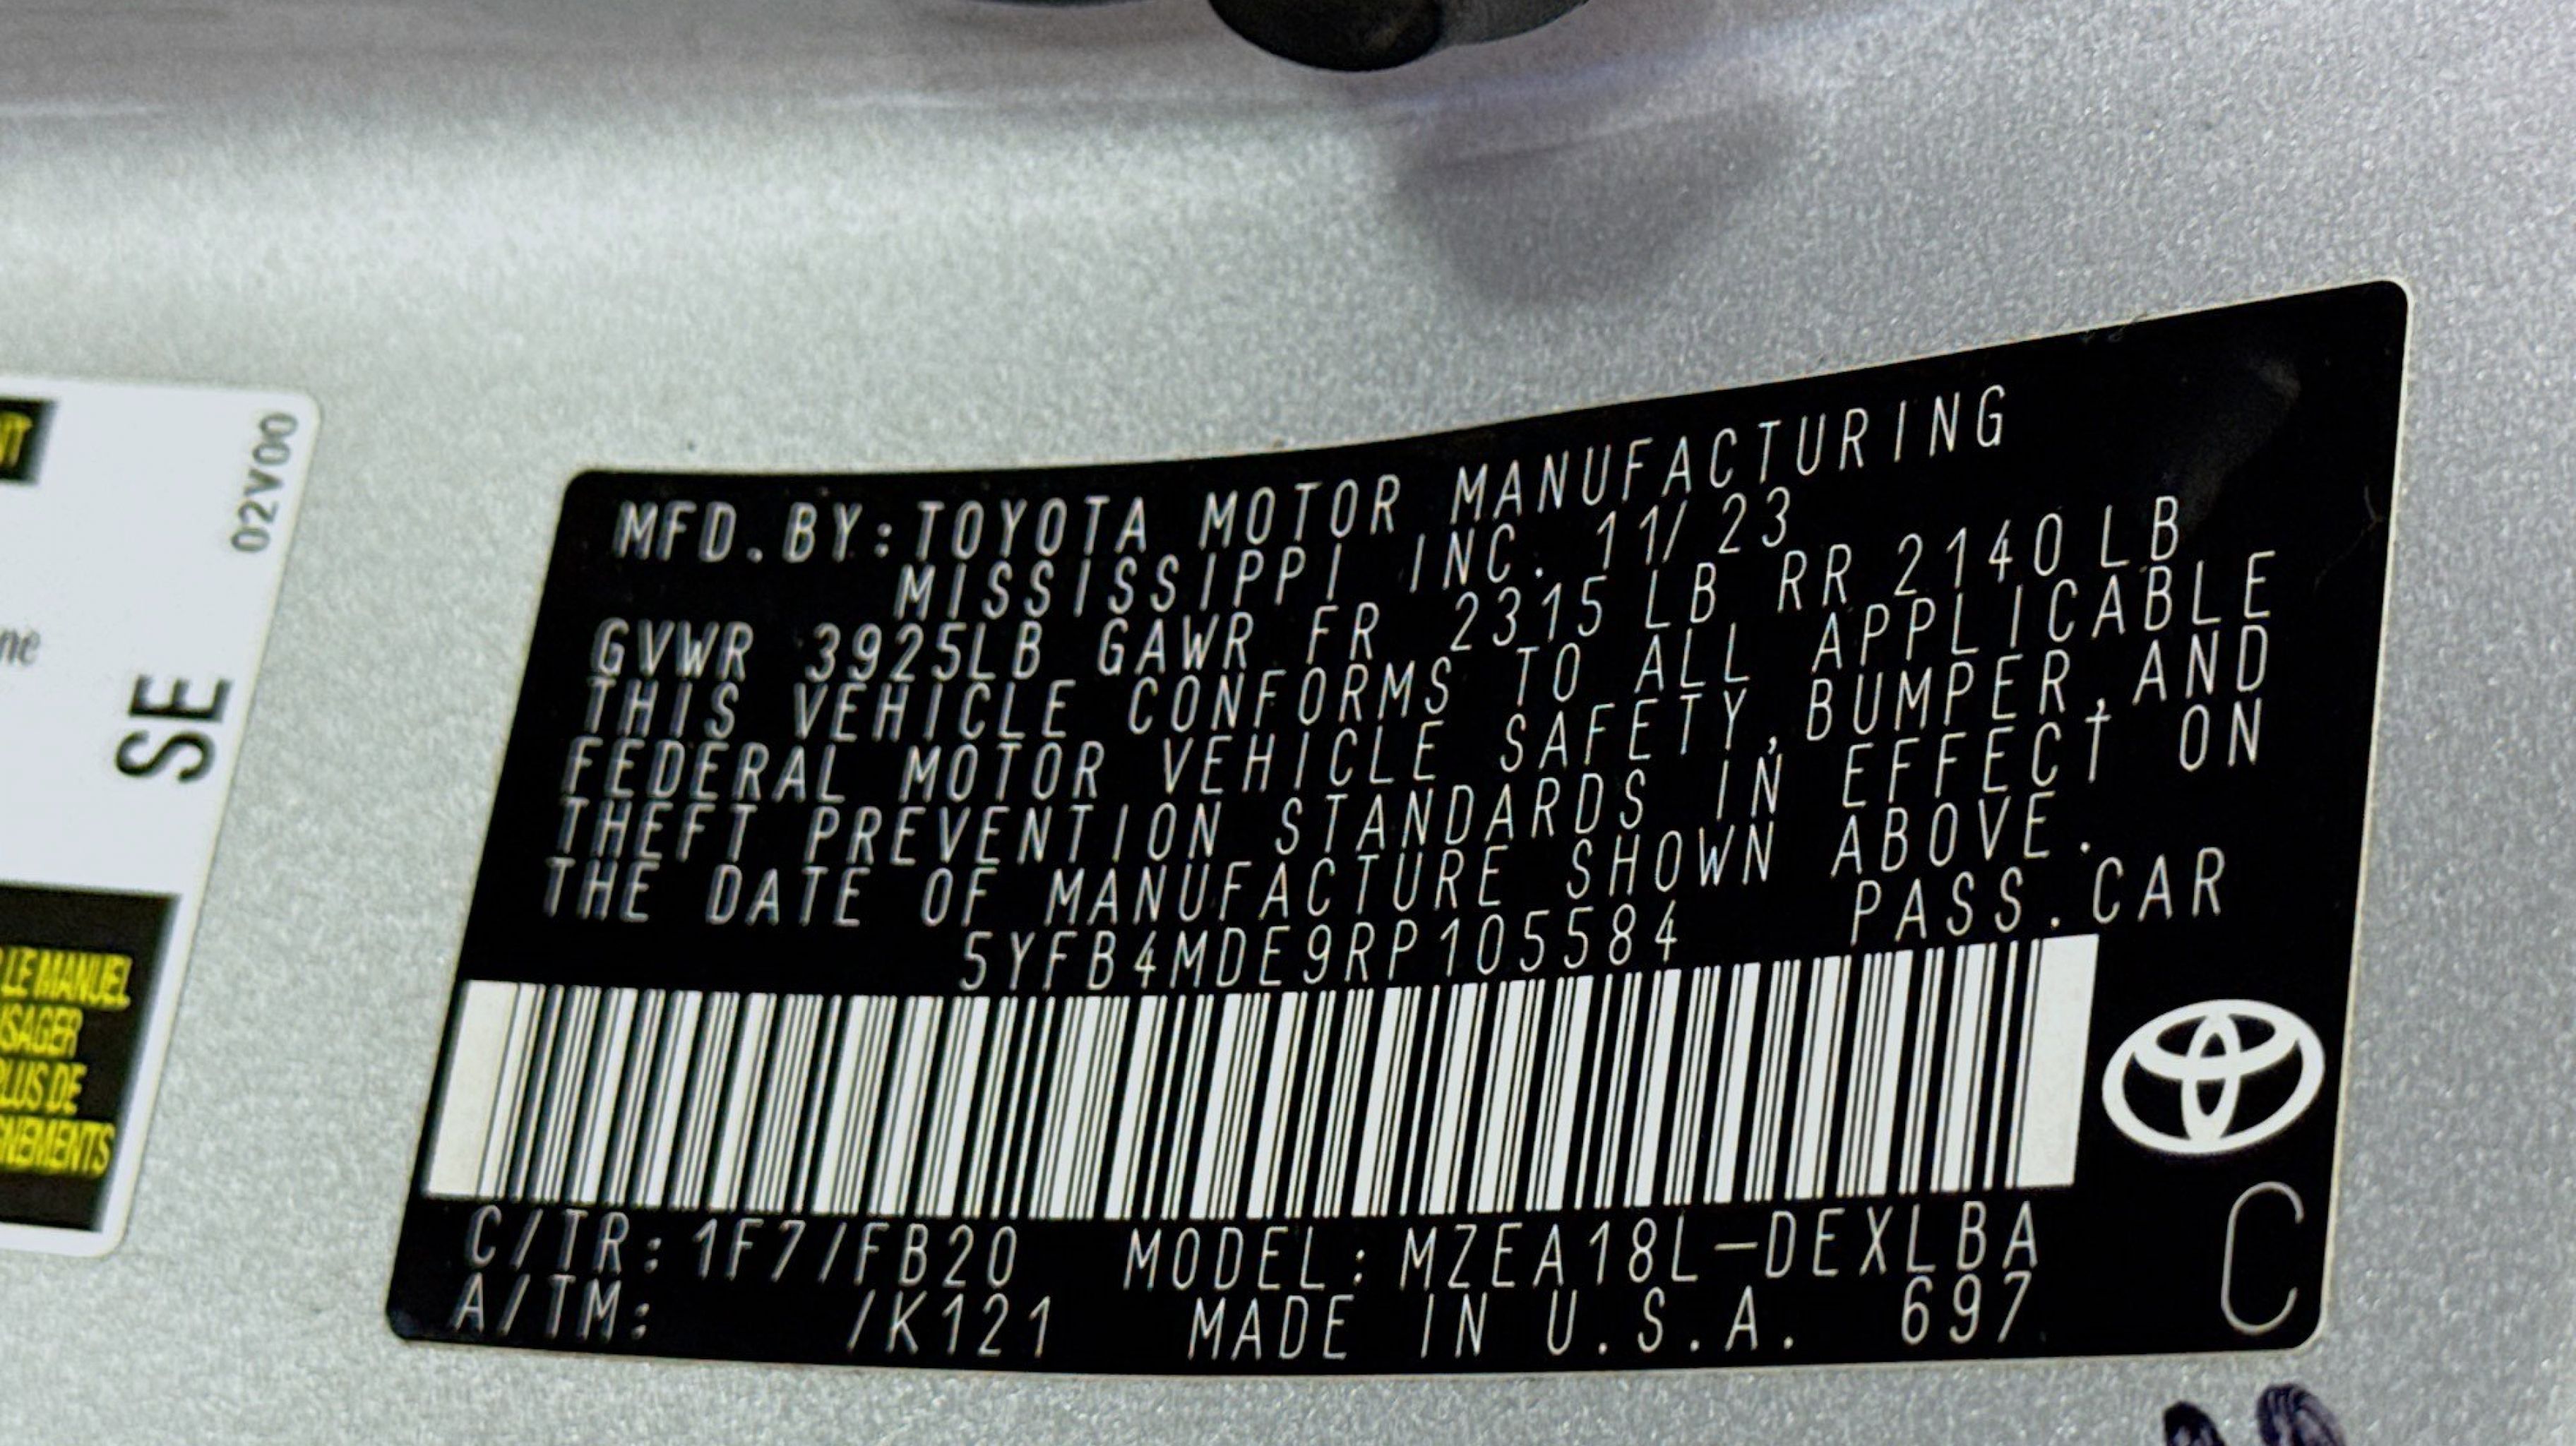 NT
02V00
ne
SE
LE MANUEL
USAGER
PLUS DE
GNEMENTS
MFD.BY:TOYOTA MOTOR MANUFACTURING
MISSISSIPPI INC. 11/23
GVWR 3925LB GAWR FR 2315LB RR 2140LB
THIS VEHICLE CONFORMS TO ALL APPLICABLE
FEDERAL MOTOR VEHICLE SAFETY,BUMPER,AND
THEFT PREVENTION STANDARDS IN EFFECT ON
THE DATE OF MANUFACTURE SHOWN ABOVE.
5YFB4MDE9RP105584 PASS.CAR
C/TR:1F7/FB20 MODEL:MZEA18L-DEXLBA
A/TM: /K121 MADE IN U.S.A. 697
C